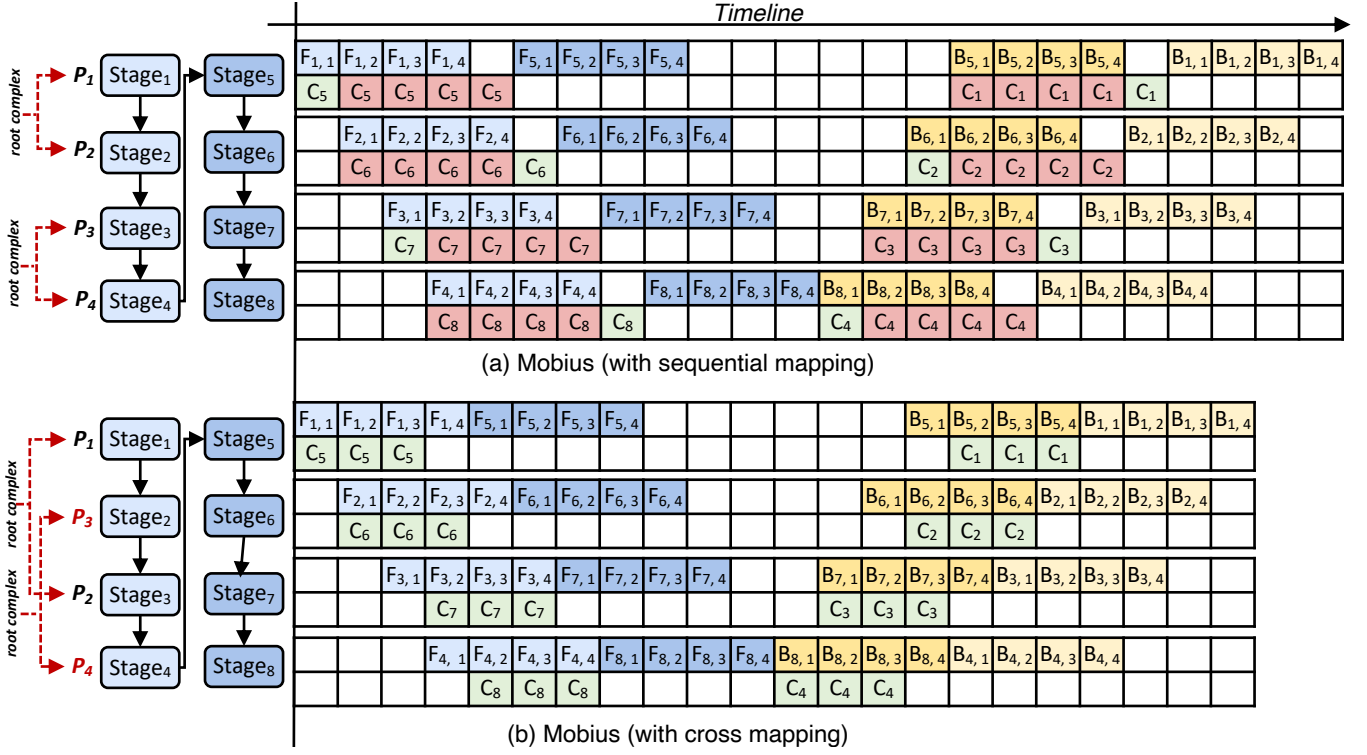 Timeline
F1, 1 F1, 2 F1, 3 F1, 4 F5, 1 F5, 2 F5, 3 F5, 4 B5, 1 B5, 2 B5, 3 B5, 4 B1, 1 B1, 2 B1, 3 B1, 4
root complex P1 Stage1 Stage5
C5 C5 C5 C5 C5 C1 C1 C1 C1 C1
F2, 1 F2, 2 F2, 3 F2, 4 F6, 1 F6, 2 F6, 3 F6, 4 B6, 1 B6, 2 B6, 3 B6, 4 B2, 1 B2, 2 B2, 3 B2, 4
P2 Stage2 Stage6
C6 C6 C6 C6 C6 C2 C2 C2 C2 C2
F3, 1 F3, 2 F3, 3 F3, 4 F7, 1 F7, 2 F7, 3 F7, 4 B7, 1 B7, 2 B7, 3 B7, 4 B3, 1 B3, 2 B3, 3 B3, 4
root complex P3 Stage3 Stage7
C7 C7 C7 C7 C7 C3 C3 C3 C3 C3
F4, 1 F4, 2 F4, 3 F4, 4 F8, 1 F8, 2 F8, 3 F8, 4 B8, 1 B8, 2 B8, 3 B8, 4 B4, 1 B4, 2 B4, 3 B4, 4
P4 Stage4 Stage8
C8 C8 C8 C8 C8 C4 C4 C4 C4 C4
(a) Mobius (with sequential mapping)
F1, 1 F1, 2 F1, 3 F1, 4 F5, 1 F5, 2 F5, 3 F5, 4 B5, 1 B5, 2 B5, 3 B5, 4 B1, 1 B1, 2 B1, 3 B1, 4
P1 Stage1 Stage5
C5 C5 C5 C1 C1 C1
F2, 1 F2, 2 F2, 3 F2, 4 F6, 1 F6, 2 F6, 3 F6, 4 B6, 1 B6, 2 B6, 3 B6, 4 B2, 1 B2, 2 B2, 3 B2, 4
root complex P3 Stage2 Stage6
C6 C6 C6 C2 C2 C2
F3, 1 F3, 2 F3, 3 F3, 4 F7, 1 F7, 2 F7, 3 F7, 4 B7, 1 B7, 2 B7, 3 B7, 4 B3, 1 B3, 2 B3, 3 B3, 4
root complex P2 Stage3 Stage7
C7 C7 C7 C3 C3 C3
F4, 1 F4, 2 F4, 3 F4, 4 F8, 1 F8, 2 F8, 3 F8, 4 B8, 1 B8, 2 B8, 3 B8, 4 B4, 1 B4, 2 B4, 3 B4, 4
P4 Stage4 Stage8
C8 C8 C8 C4 C4 C4
(b) Mobius (with cross mapping)